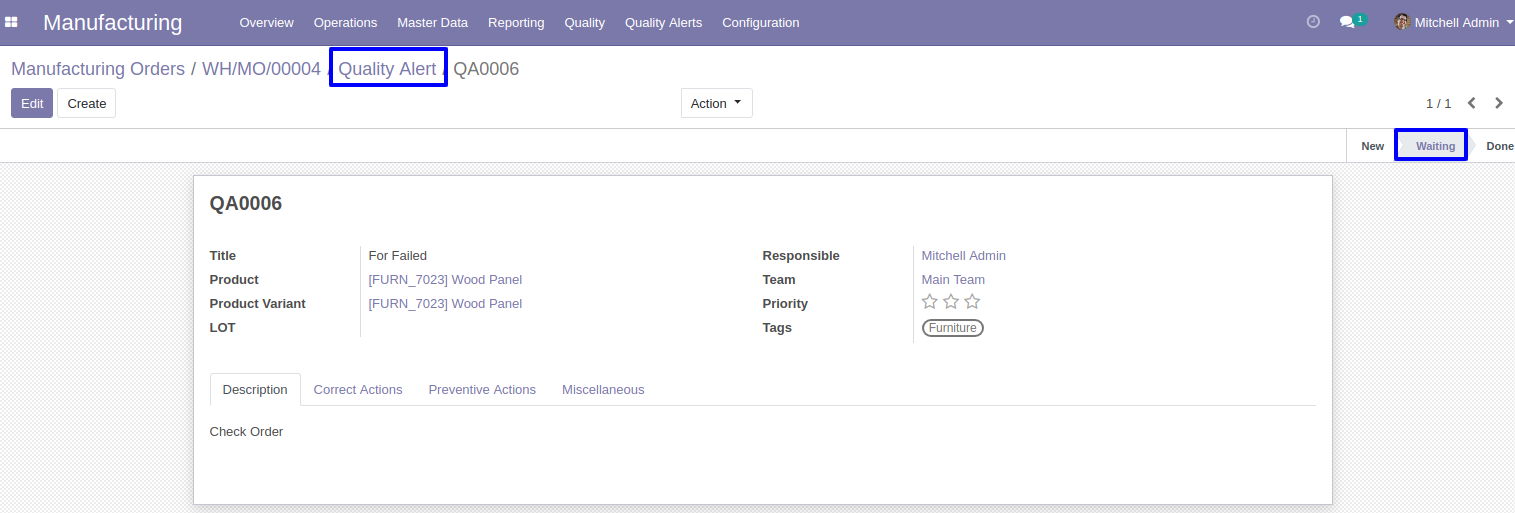 Manufacturing Overview Operations Master Data Reporting Quality Quality Alerts Configuration 1 Mitchell Admin
Manufacturing Orders / WH/MO/00004 / Quality Alert / QA0006
Edit Create Action 1 / 1
New Waiting Done
QA0006
Title For Failed Responsible Mitchell Admin
Product [FURN_7023] Wood Panel Team Main Team
Product Variant [FURN_7023] Wood Panel Priority
LOT Tags Furniture
Description Correct Actions Preventive Actions Miscellaneous
Check Order